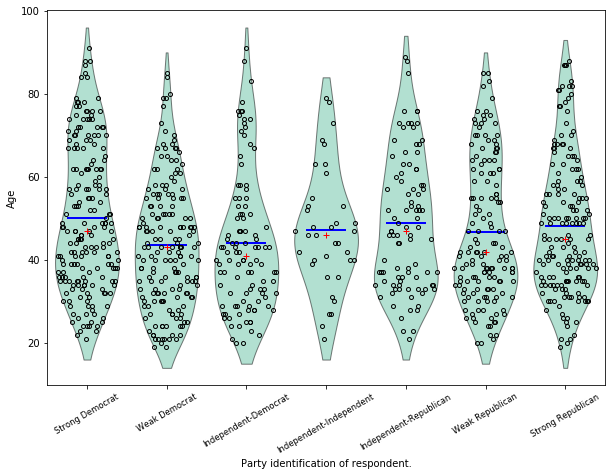 100
80
60
40
20
Age
Strong Democrat
Weak Democrat
Independent-Democrat
Independent-Independent
Independent-Republican
Weak Republican
Strong Republican
Party identification of respondent.